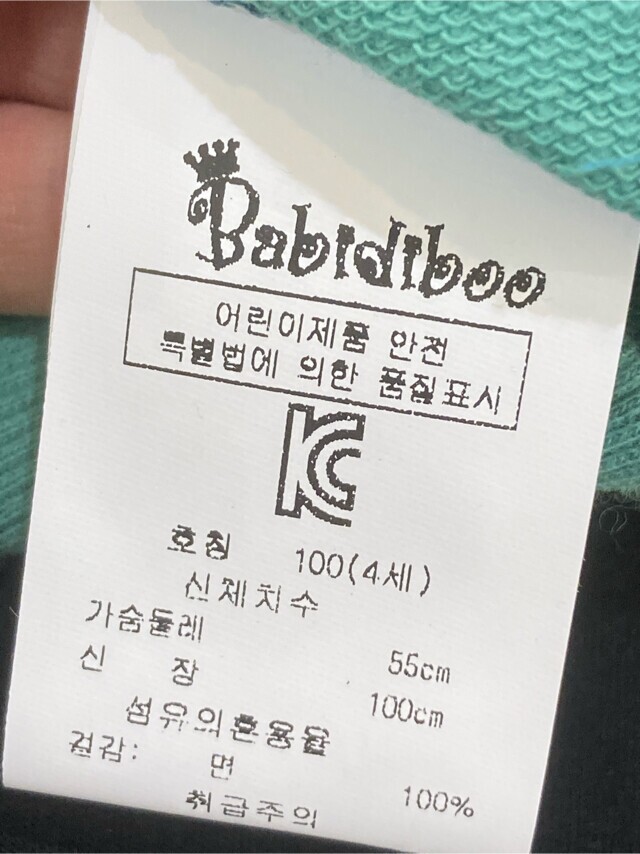 Babidiboo
어린이제품 안전
특별법에 의한 품질표시
KC
호칭 100(4세)
신체치수
가슴둘레 55cm
신 장 100cm
섬유의혼용율
겉감: 면 100%
취급주의